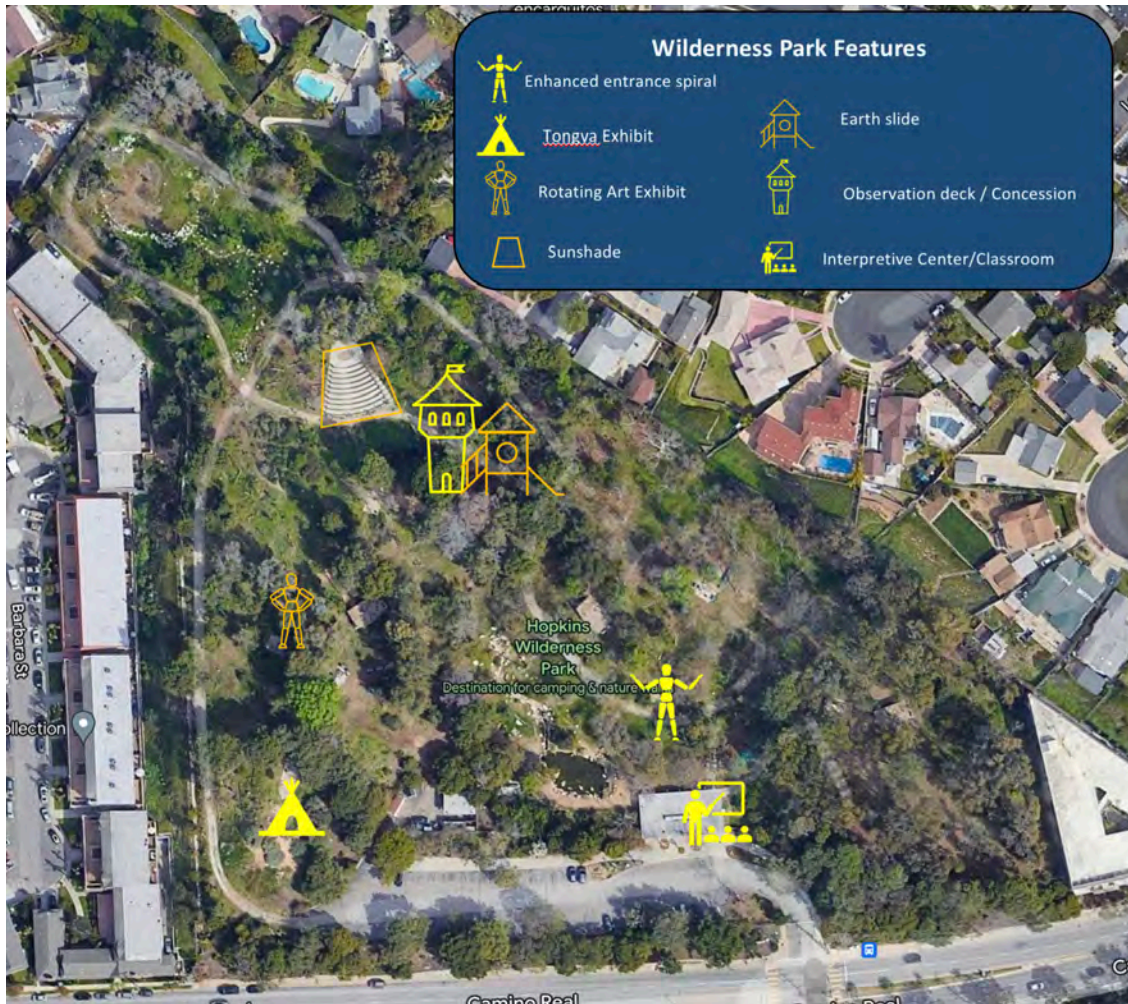 encarquitos
Wilderness Park Features
Enhanced entrance spiral
Tongva Exhibit
Rotating Art Exhibit
Sunshade
Earth slide
Observation deck / Concession
Interpretive Center/Classroom
Barbara St
ollection
Hopkins
Wilderness
Park
Destination for camping & nature
Camino Real